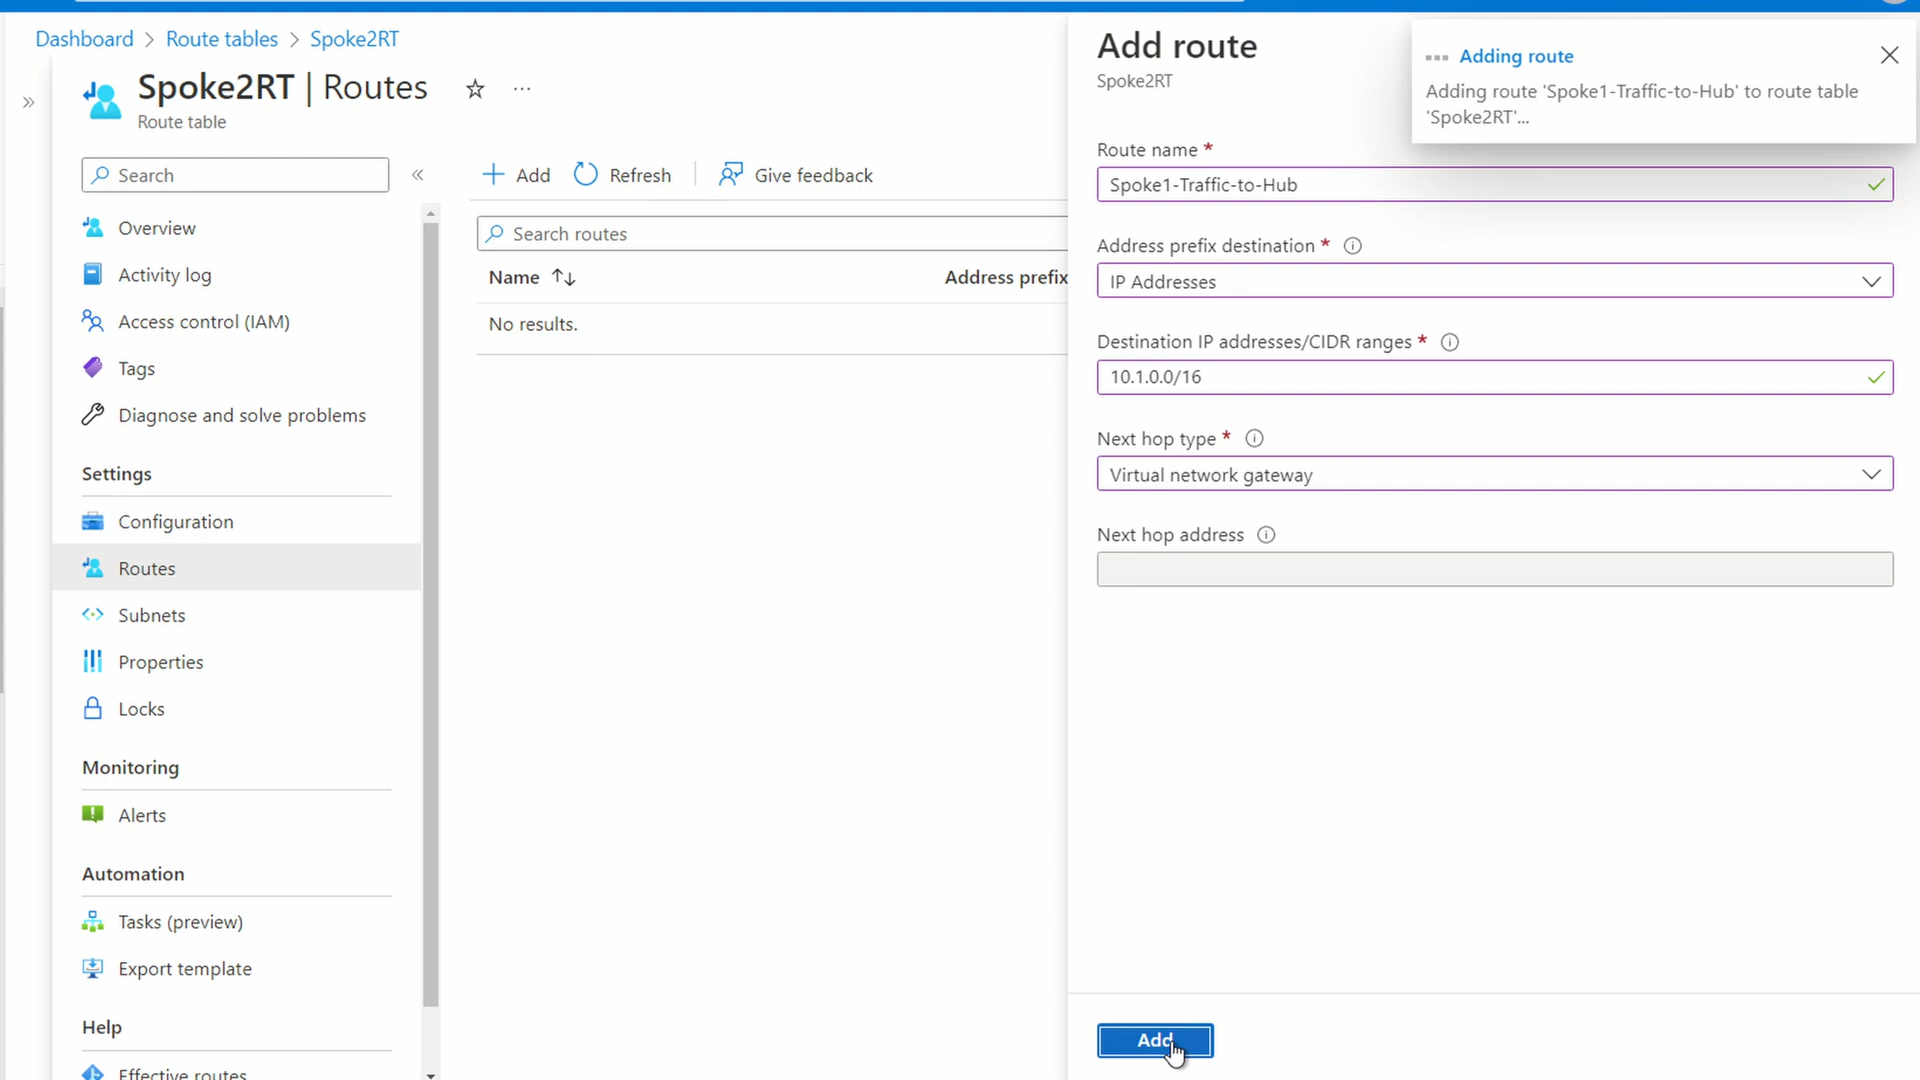 Dashboard > Route tables > Spoke2RT
Spoke2RT | Routes
Route table
Search
Overview
Activity log
Access control (IAM)
Tags
Diagnose and solve problems
Settings
Configuration
Routes
Subnets
Properties
Locks
Monitoring
Alerts
Automation
Tasks (preview)
Export template
Help
Effective routes
Add Refresh Give feedback
Search routes
Name Address prefix
No results.
Add route
Spoke2RT
Route name *
Spoke1-Traffic-to-Hub
Address prefix destination *
IP Addresses
Destination IP addresses/CIDR ranges *
10.1.0.0/16
Next hop type *
Virtual network gateway
Next hop address
Add
Adding route
Adding route 'Spoke1-Traffic-to-Hub' to route table
'Spoke2RT'...